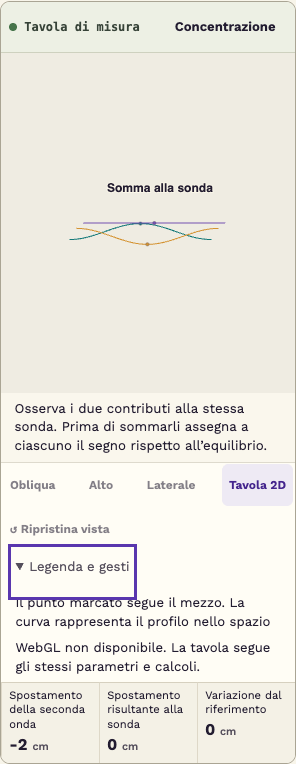 Tavola di misura
Concentrazione
Somma alla sonda
Osserva i due contributi alla stessa
sonda. Prima di sommarli assegna a
ciascuno il segno rispetto all’equilibrio.
Obliqua
Alto
Laterale
Tavola 2D
↺ Ripristina vista
▼ Legenda e gesti
Il punto marcato segue il mezzo. La
curva rappresenta il profilo nello spazio
WebGL non disponibile. La tavola segue
gli stessi parametri e calcoli.
Spostamento
della seconda
onda
-2 cm
Spostamento
risultante alla
sonda
0 cm
Variazione dal
riferimento
0 cm